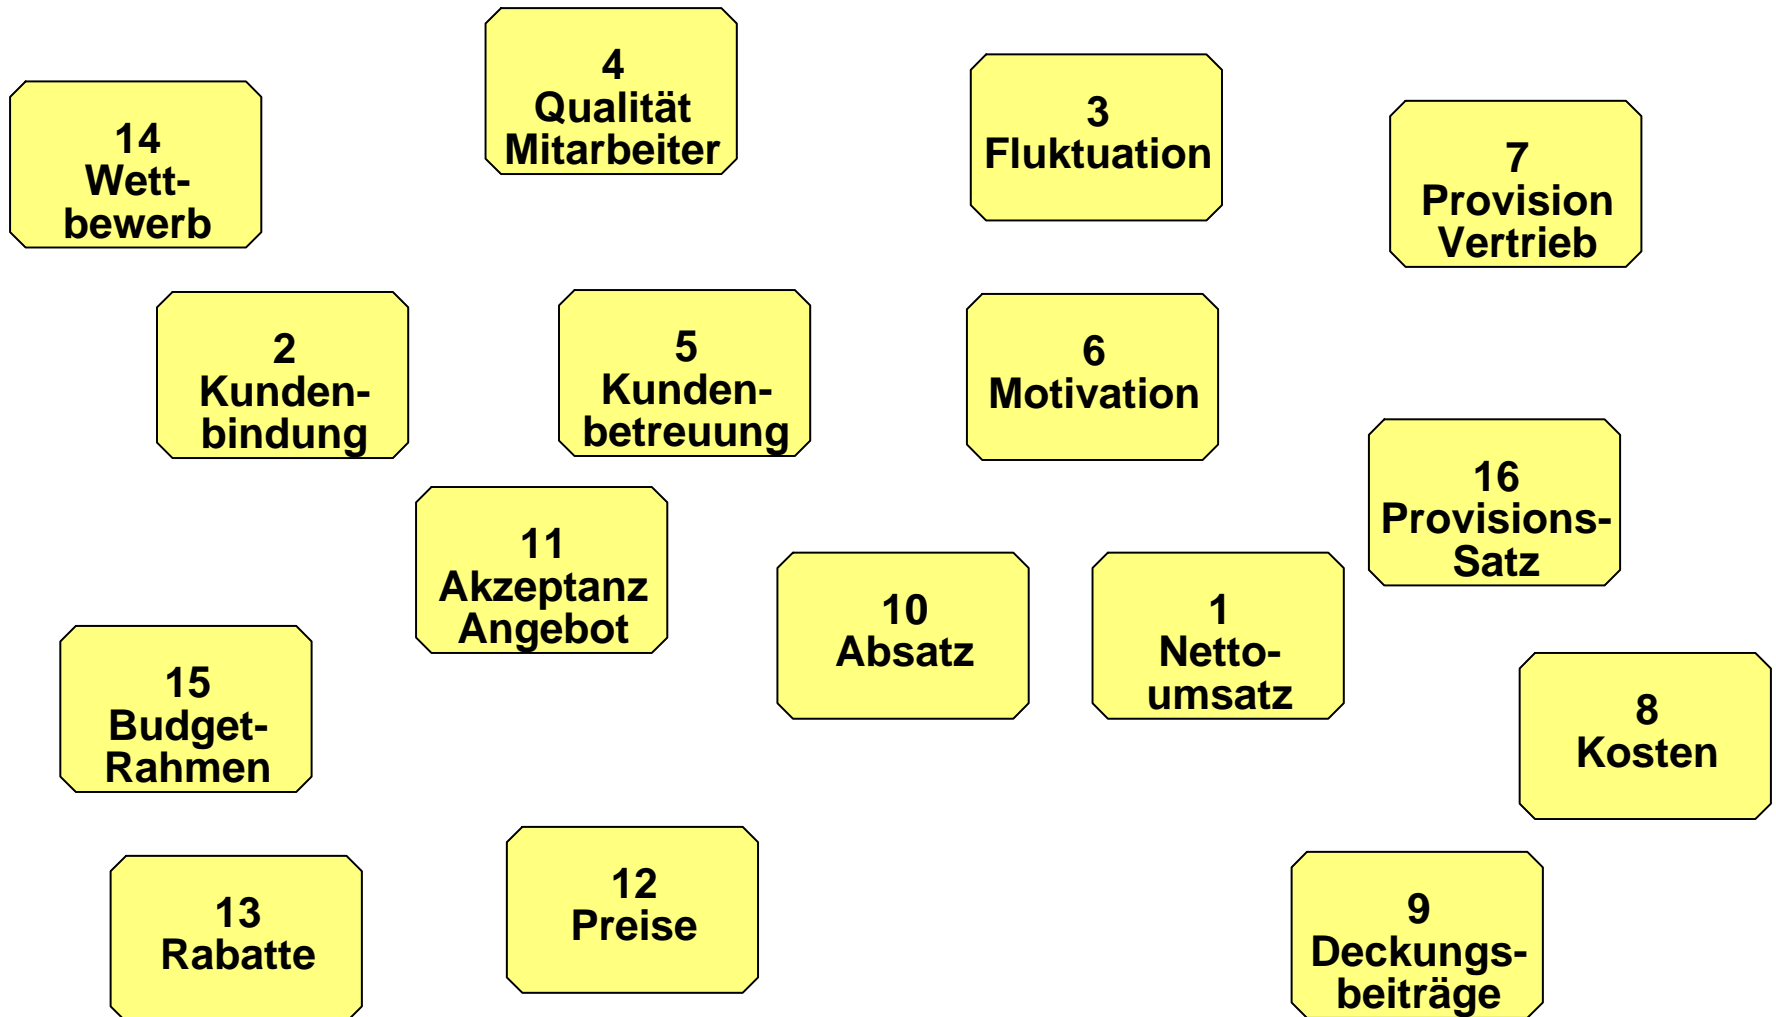 4
Qualität
Mitarbeiter
3
Fluktuation
14
Wett-
bewerb
7
Provision
Vertrieb
2
Kunden-
bindung
5
Kunden-
betreuung
6
Motivation
16
Provisions-
Satz
11
Akzeptanz
Angebot
10
Absatz
1
Netto-
umsatz
15
Budget-
Rahmen
8
Kosten
12
Preise
13
Rabatte
9
Deckungs-
beiträge